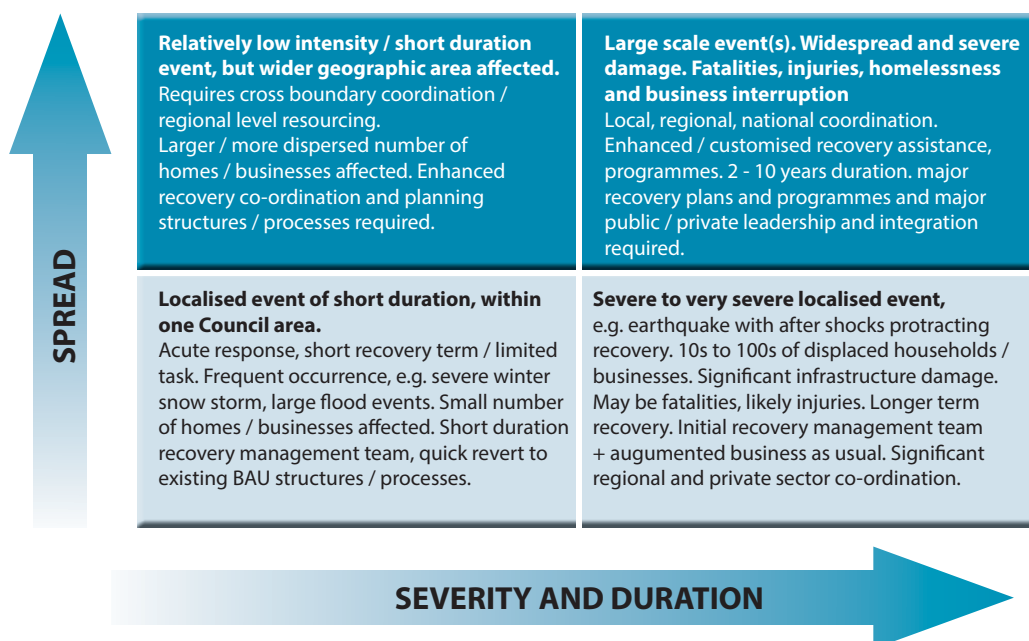 SPREAD
Relatively low intensity / short duration
event, but wider geographic area affected.
Requires cross boundary coordination /
regional level resourcing.
Larger / more dispersed number of
homes / businesses affected. Enhanced
recovery co-ordination and planning
structures / processes required.
Large scale event(s). Widespread and severe
damage. Fatalities, injuries, homelessness
and business interruption
Local, regional, national coordination.
Enhanced / customised recovery assistance,
programmes. 2 - 10 years duration. major
recovery plans and programmes and major
public / private leadership and integration
required.
Localised event of short duration, within
one Council area.
Acute response, short recovery term / limited
task. Frequent occurrence, e.g. severe winter
snow storm, large flood events. Small number
of homes / businesses affected. Short duration
recovery management team, quick revert to
existing BAU structures / processes.
Severe to very severe localised event,
e.g. earthquake with after shocks protracting
recovery. 10s to 100s of displaced households /
businesses. Significant infrastructure damage.
May be fatalities, likely injuries. Longer term
recovery. Initial recovery management team
+ augumented business as usual. Significant
regional and private sector co-ordination.
SEVERITY AND DURATION